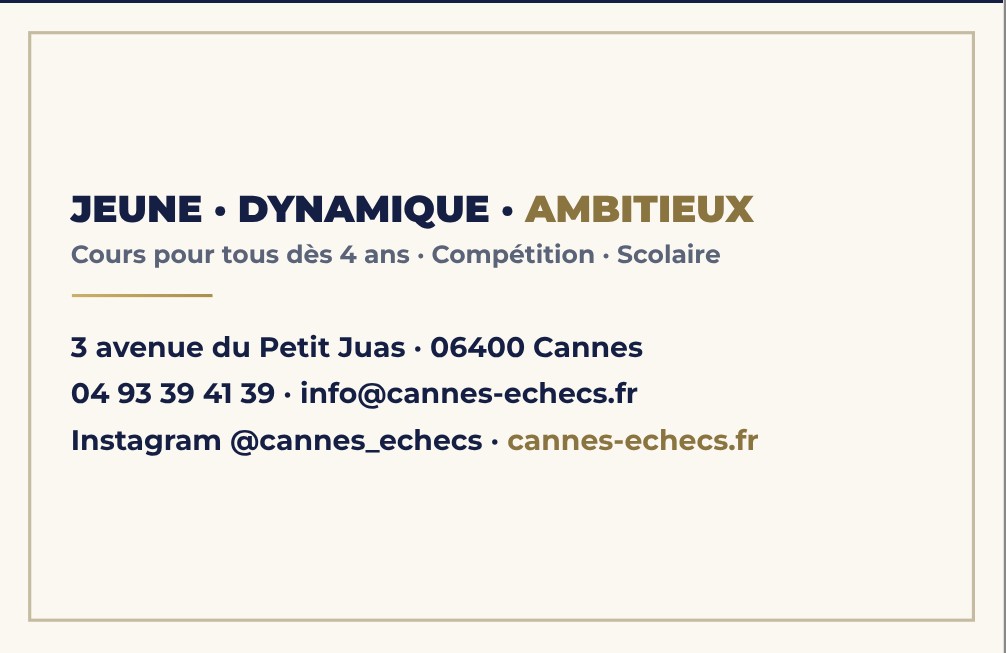 JEUNE · DYNAMIQUE · AMBITIEUX
Cours pour tous dès 4 ans · Compétition · Scolaire
3 avenue du Petit Juas · 06400 Cannes
04 93 39 41 39 · info@cannes-echecs.fr
Instagram @cannes_echecs · cannes-echecs.fr